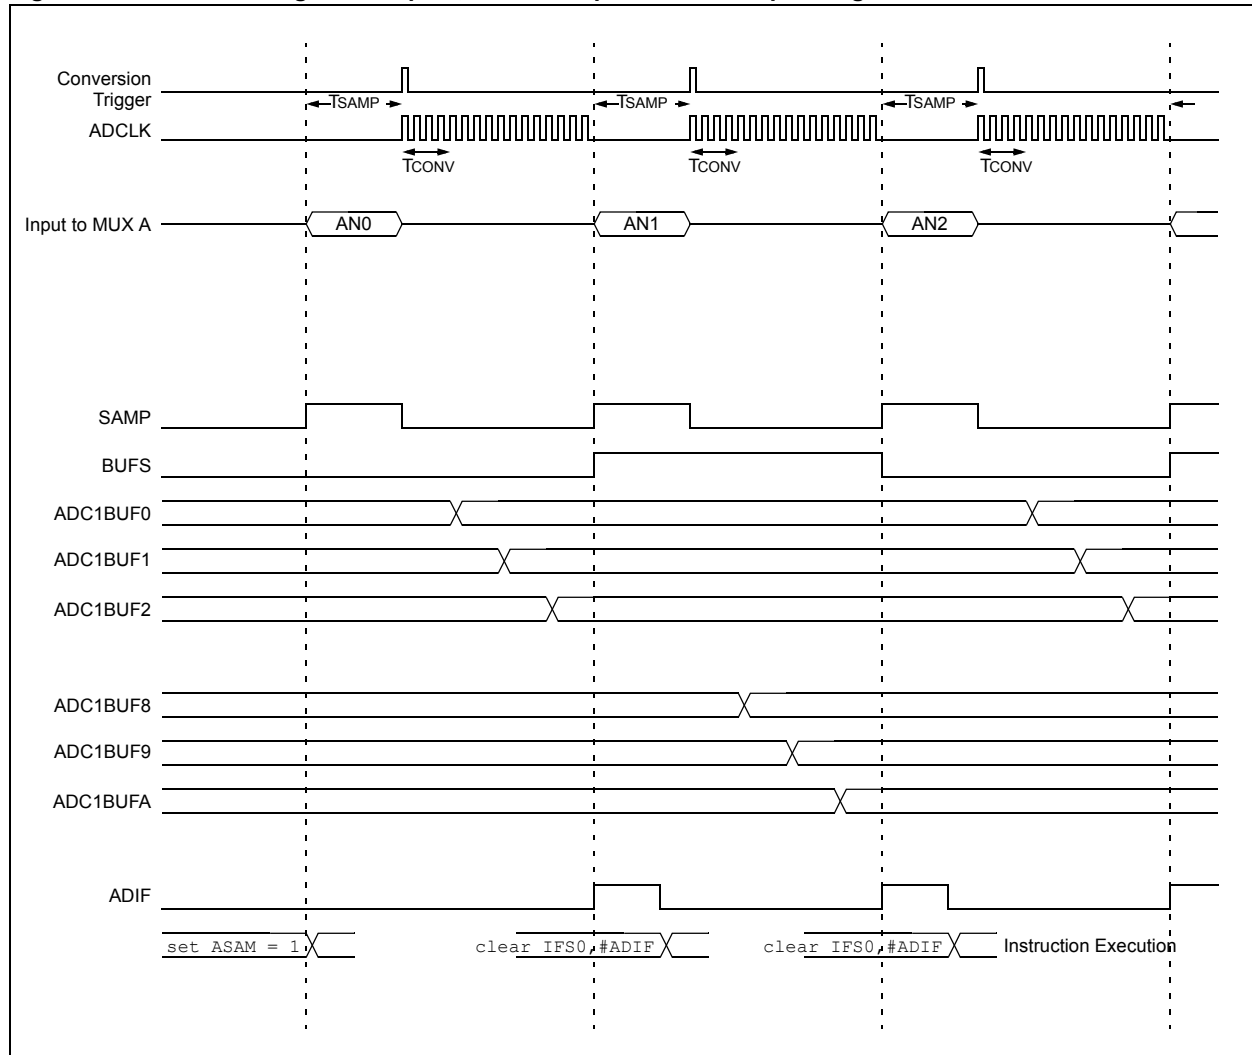 Conversion
Trigger
TSAMP TSAMP TSAMP
ADCLK
TCONV TCONV TCONV
Input to MUX A AN0 AN1 AN2
SAMP
BUFS
ADC1BUF0
ADC1BUF1
ADC1BUF2
ADC1BUF8
ADC1BUF9
ADC1BUFA
ADIF
set ASAM = 1 clear IFS0,#ADIF clear IFS0,#ADIF Instruction Execution